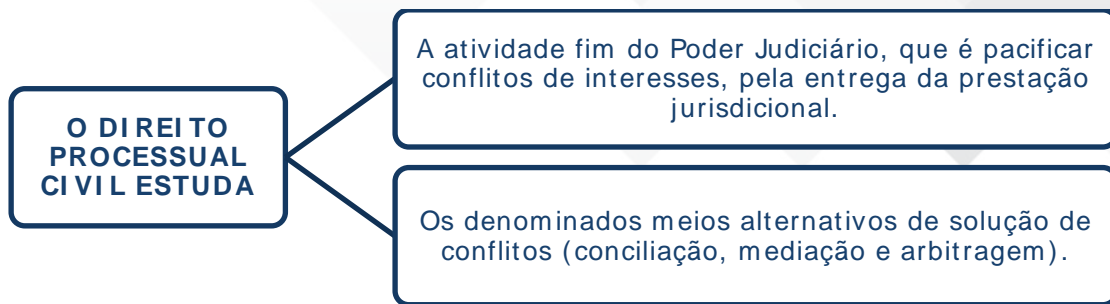 O DIREITO
PROCESSUAL
CIVIL ESTUDA
A atividade fim do Poder Judiciário, que é pacificar
conflitos de interesses, pela entrega da prestação
jurisdicional.
Os denominados meios alternativos de solução de
conflitos (conciliação, mediação e arbitragem).